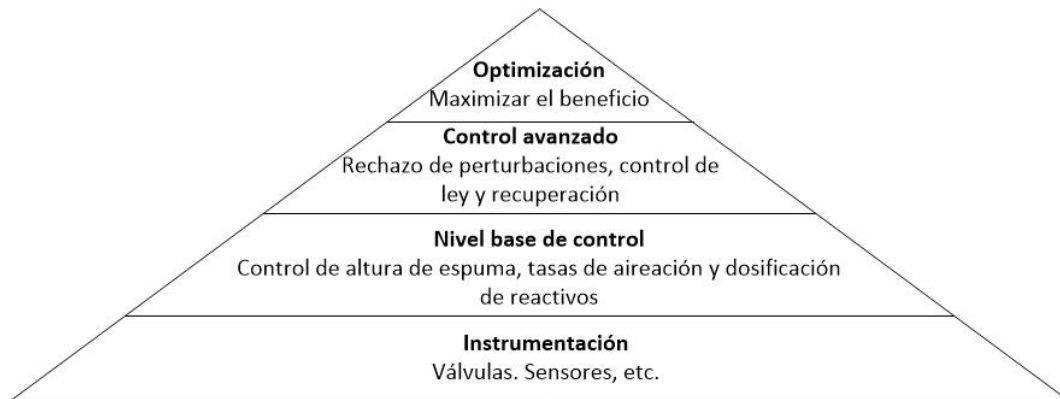 Optimización
Maximizar el beneficio
Control avanzado
Rechazo de perturbaciones, control de
ley y recuperación
Nivel base de control
Control de altura de espuma, tasas de aireación y dosificación
de reactivos
Instrumentación
Válvulas. Sensores, etc.